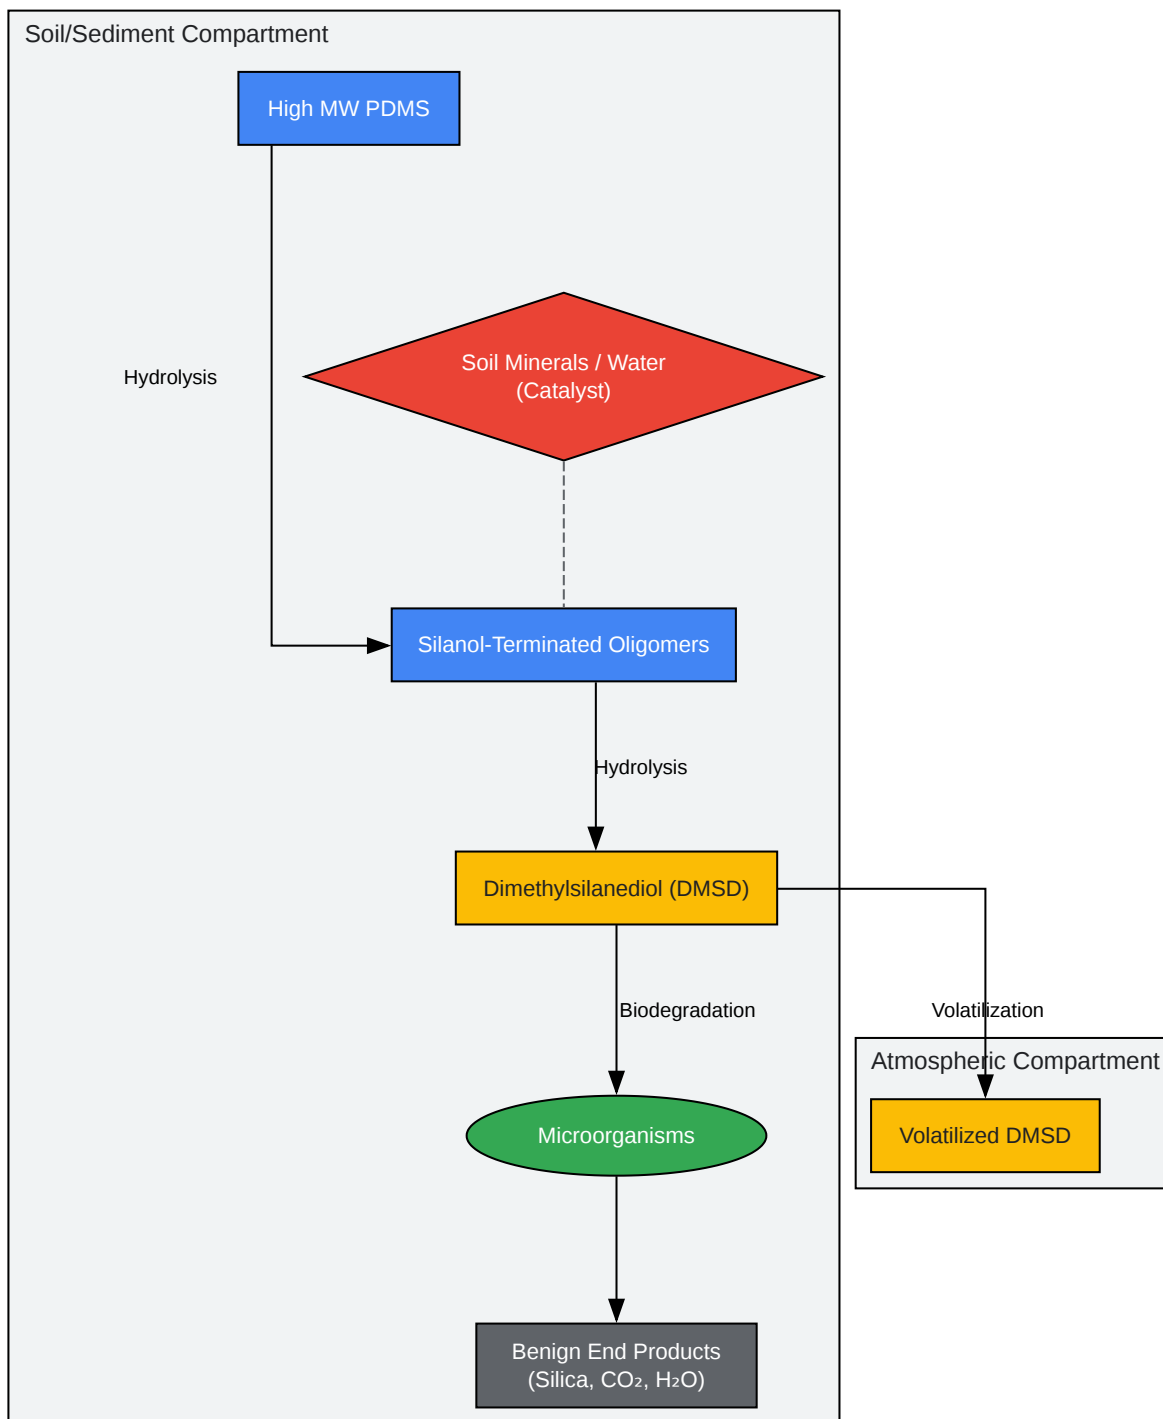 Soil/Sediment Compartment
High MW PDMS
Hydrolysis
Soil Minerals / Water
(Catalyst)
Silanol-Terminated Oligomers
Hydrolysis
Dimethylsilanediol (DMSD)
Biodegradation
Volatilization
Atmospheric Compartment
Microorganisms
Volatilized DMSD
Benign End Products
(Silica, CO₂, H₂O)